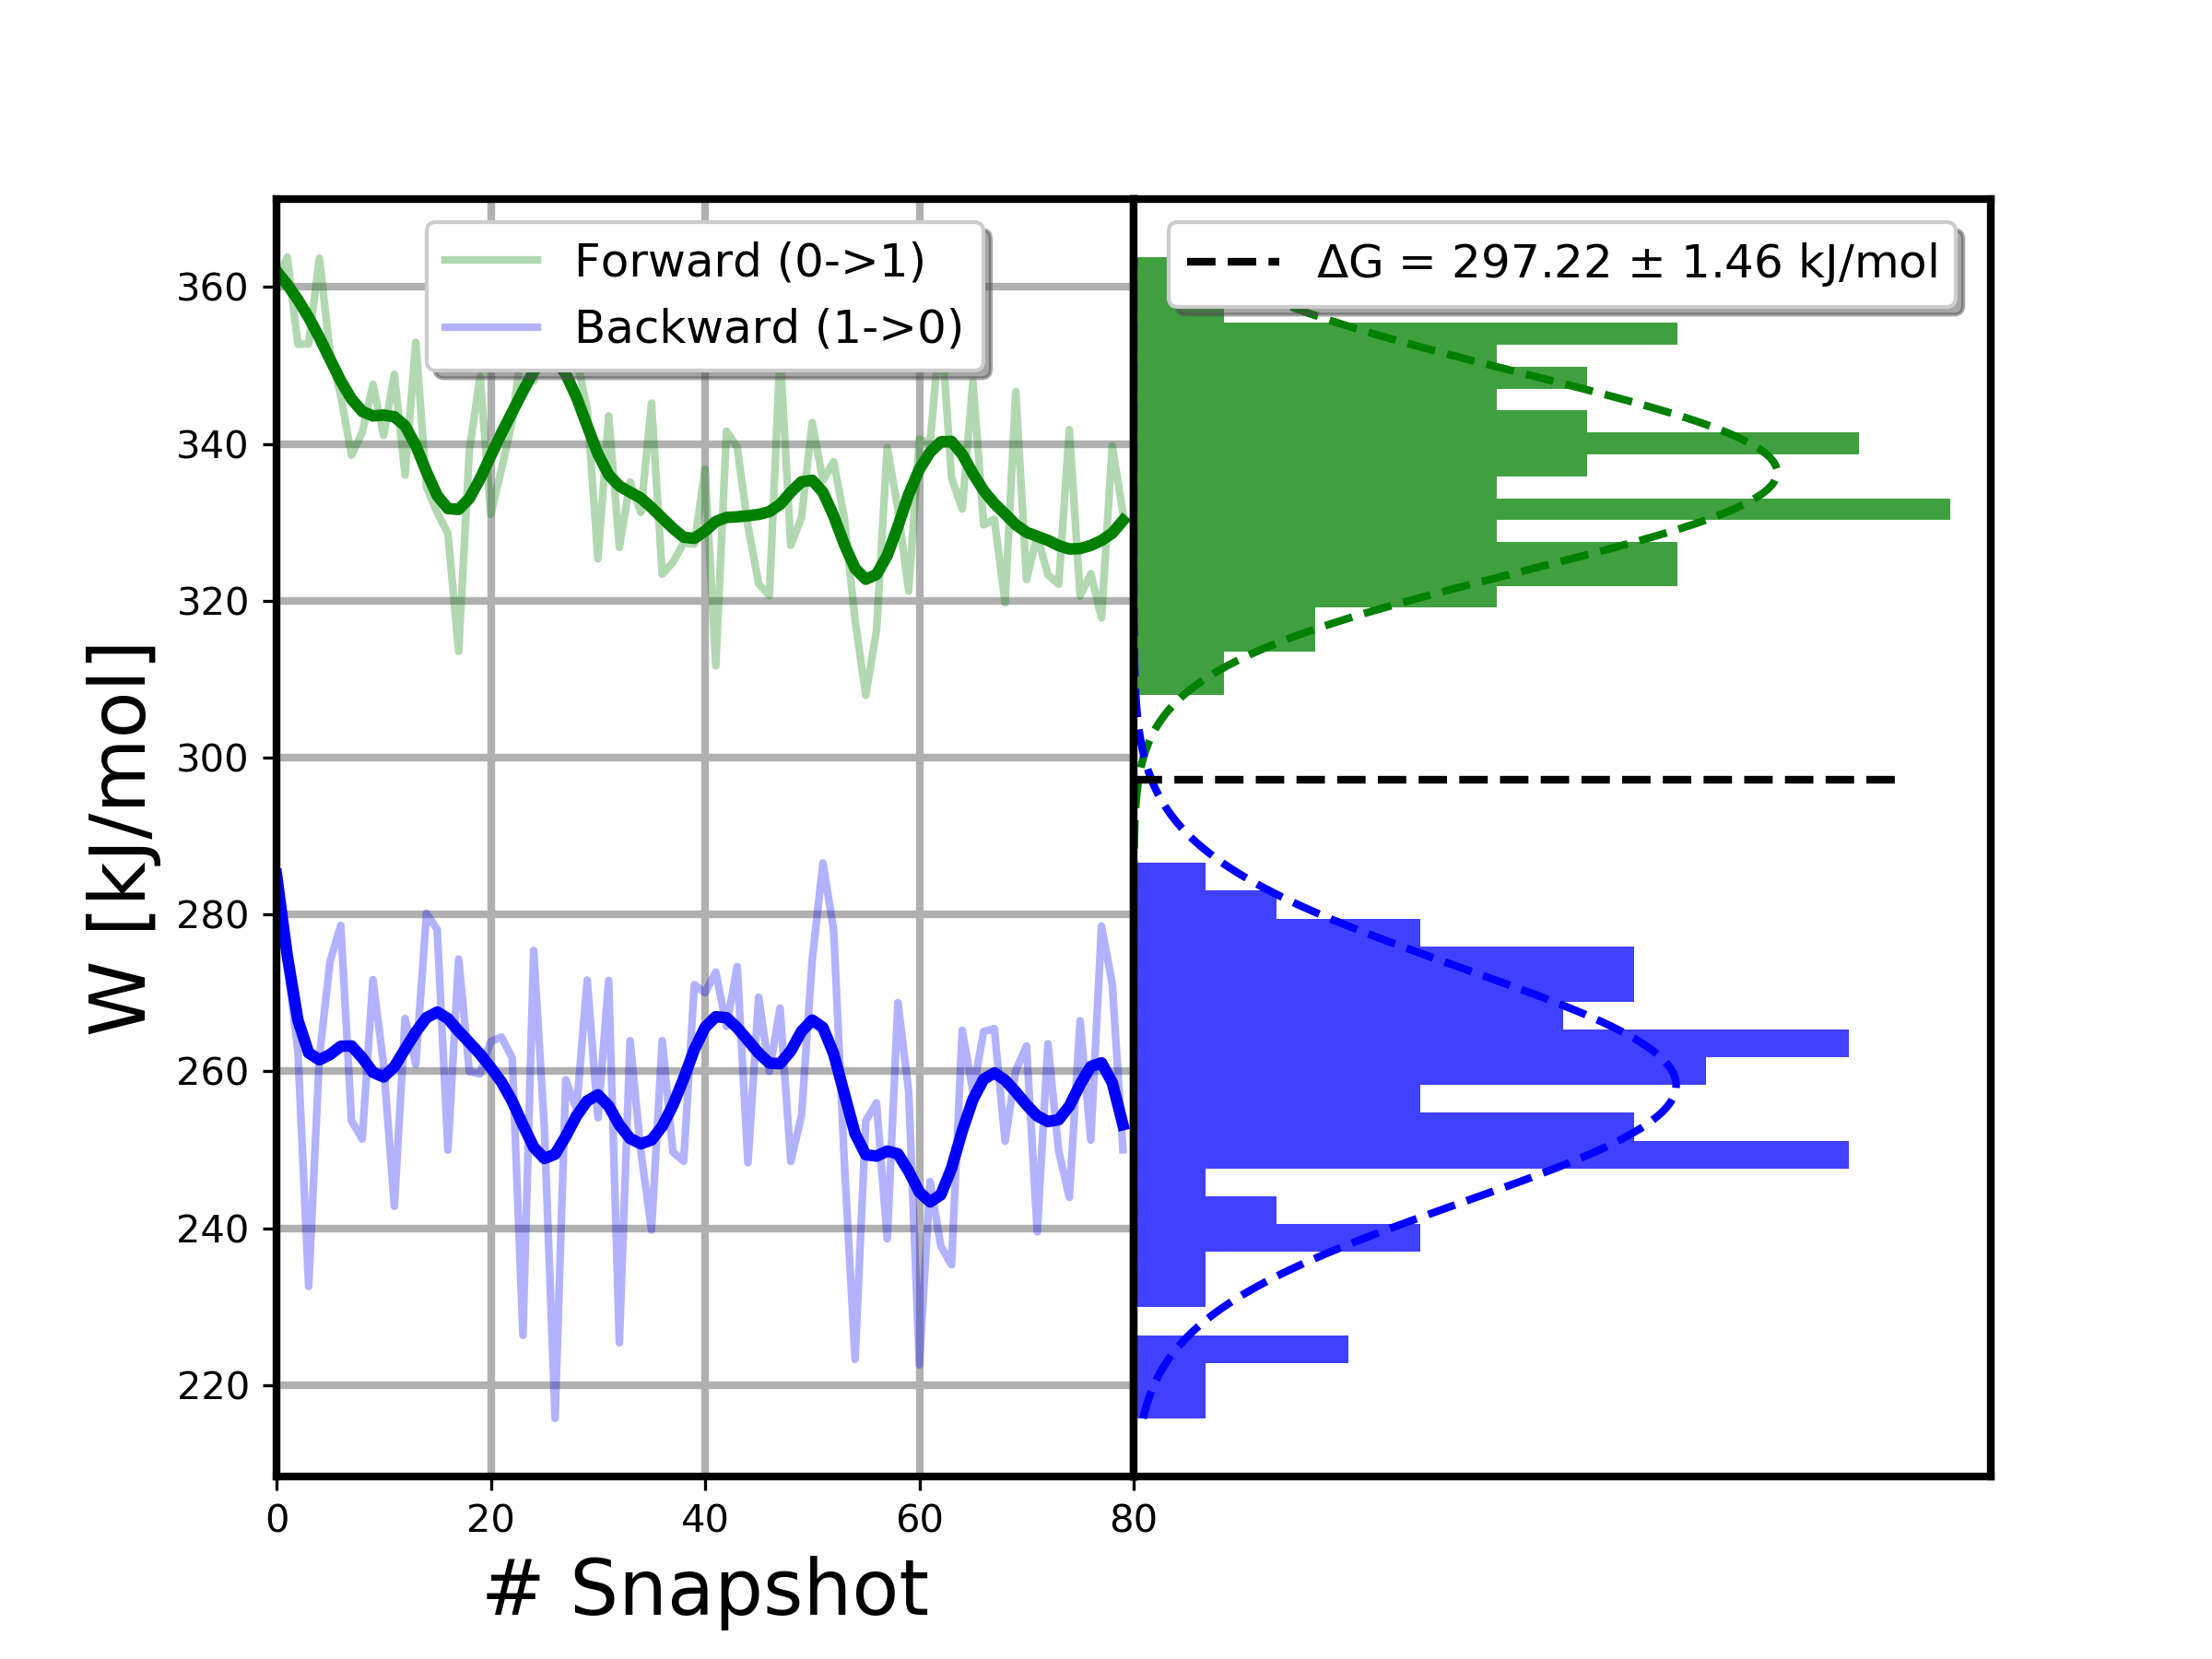 Forward (0->1)
Backward (1->0)
ΔG = 297.22 ± 1.46 kJ/mol
W [kJ/mol]
360
340
320
300
280
260
240
220
0 20 40 60 80
# Snapshot